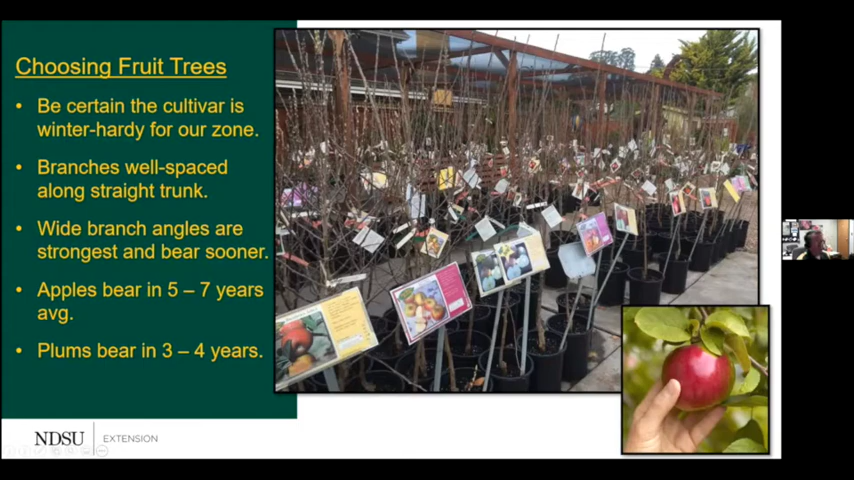 Choosing Fruit Trees
• Be certain the cultivar is
winter-hardy for our zone.
• Branches well-spaced
along straight trunk.
• Wide branch angles are
strongest and bear sooner.
• Apples bear in 5 – 7 years
avg.
• Plums bear in 3 – 4 years.
NDSU EXTENSION